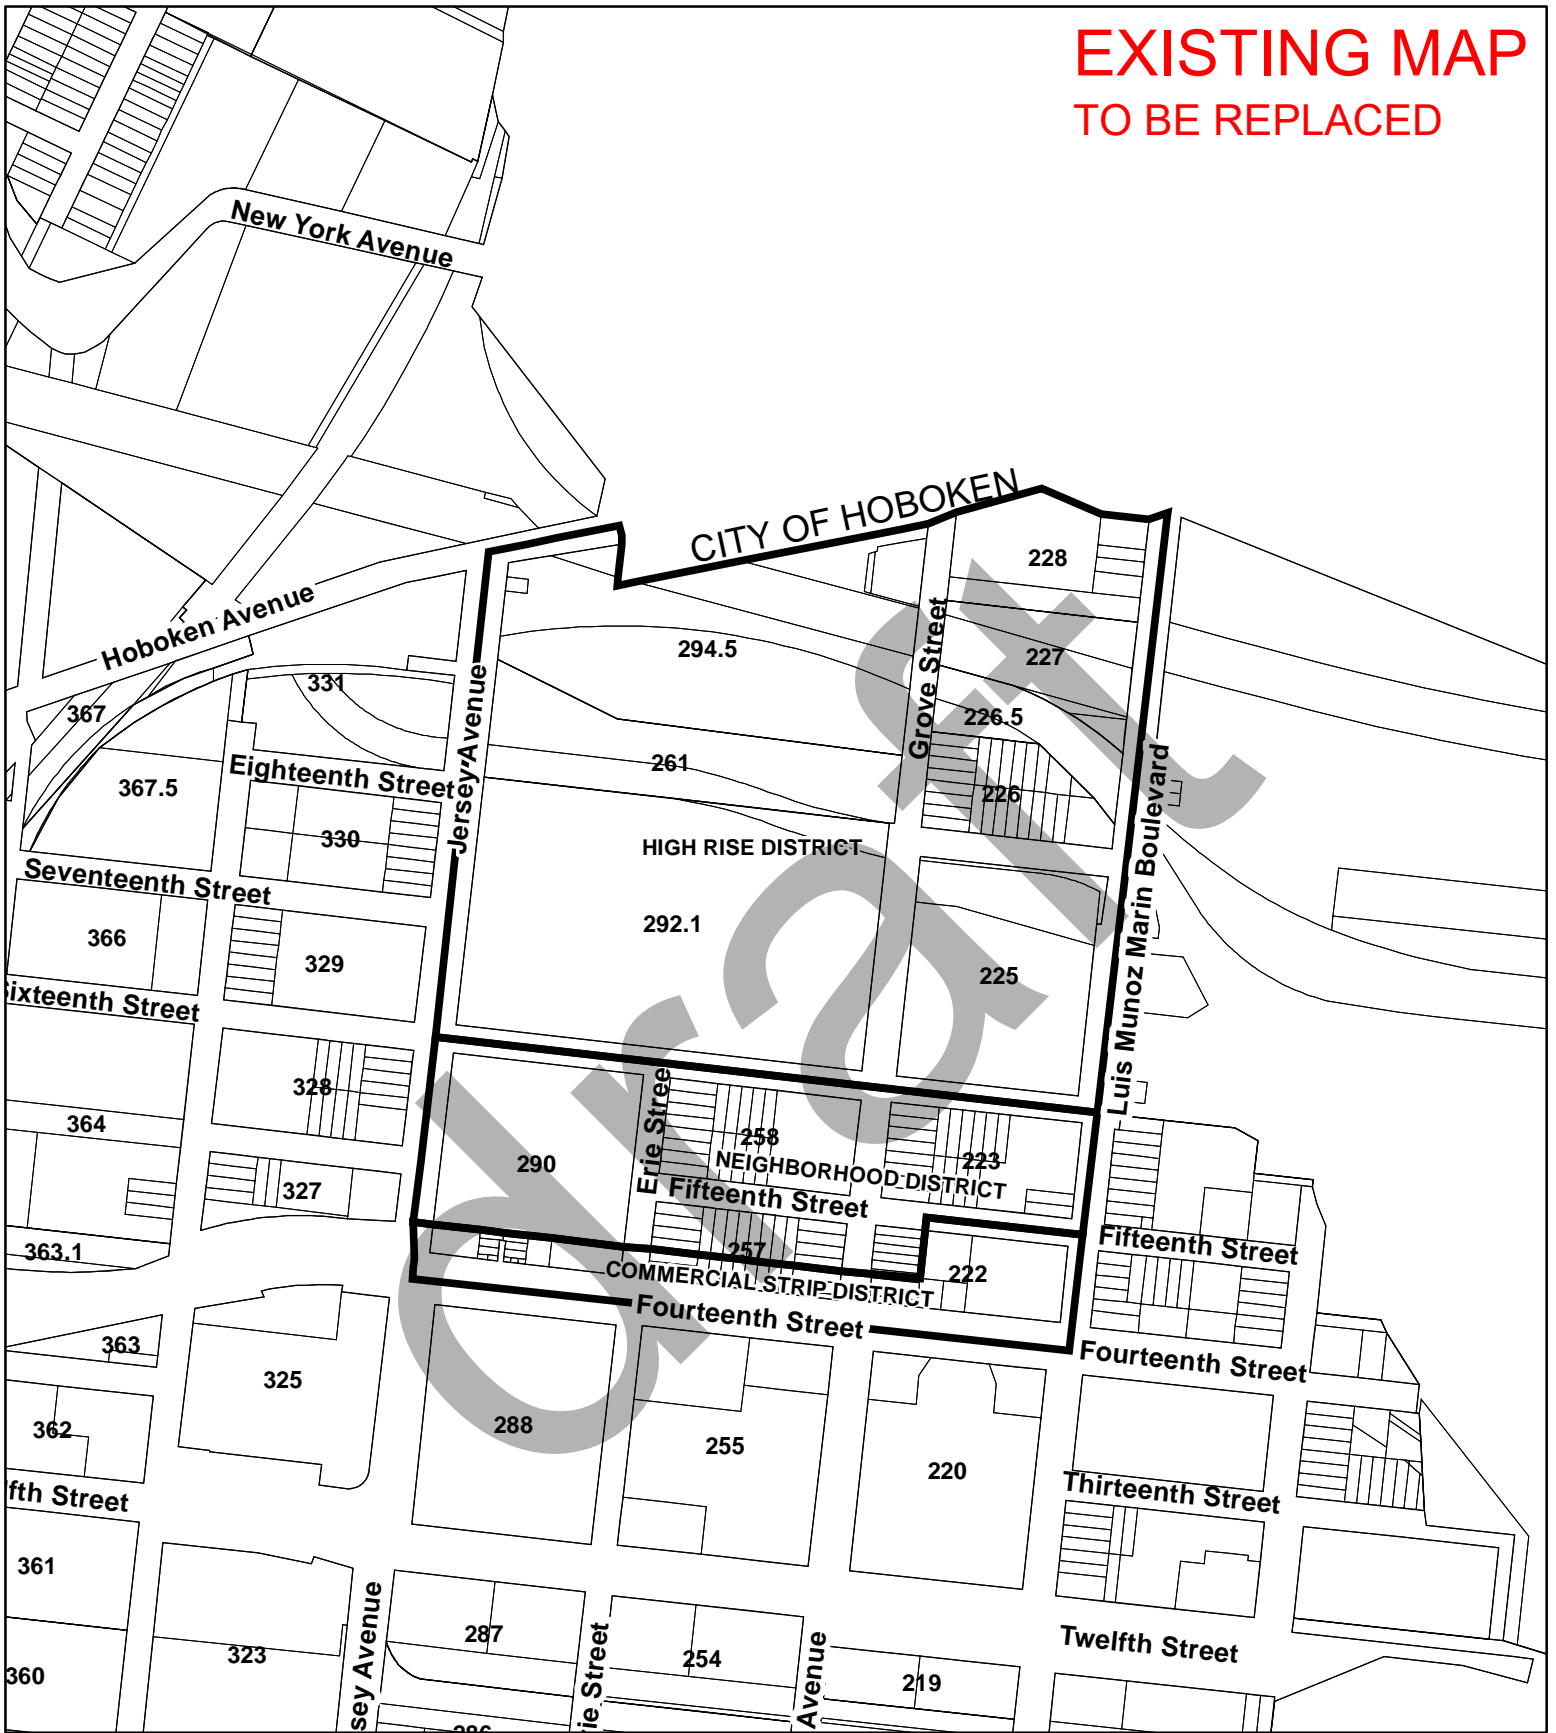 EXISTING MAP
TO BE REPLACED
New York Avenue
CITY OF HOBOKEN
228
Hoboken Avenue
Grove Street
294.5
227
331
367
Jersey Avenue
226.5
261
Eighteenth Street
367.5
226
330
HIGH RISE DISTRICT
Luis Munoz Marin Boulevard
Seventeenth Street
292.1
366
329
225
Sixteenth Street
328
364
Erie Stree
258
290
223
NEIGHBORHOOD DISTRICT
327
Fifteenth Street
363.1
257
Fifteenth Street
222
COMMERCIAL STRIP DISTRICT
Fourteenth Street
363
325
Fourteenth Street
362
288
255
220
fth Street
Thirteenth Street
361
287
323
254
Twelfth Street
360
219
sey Avenue
rie Street
Avenue
286
draft